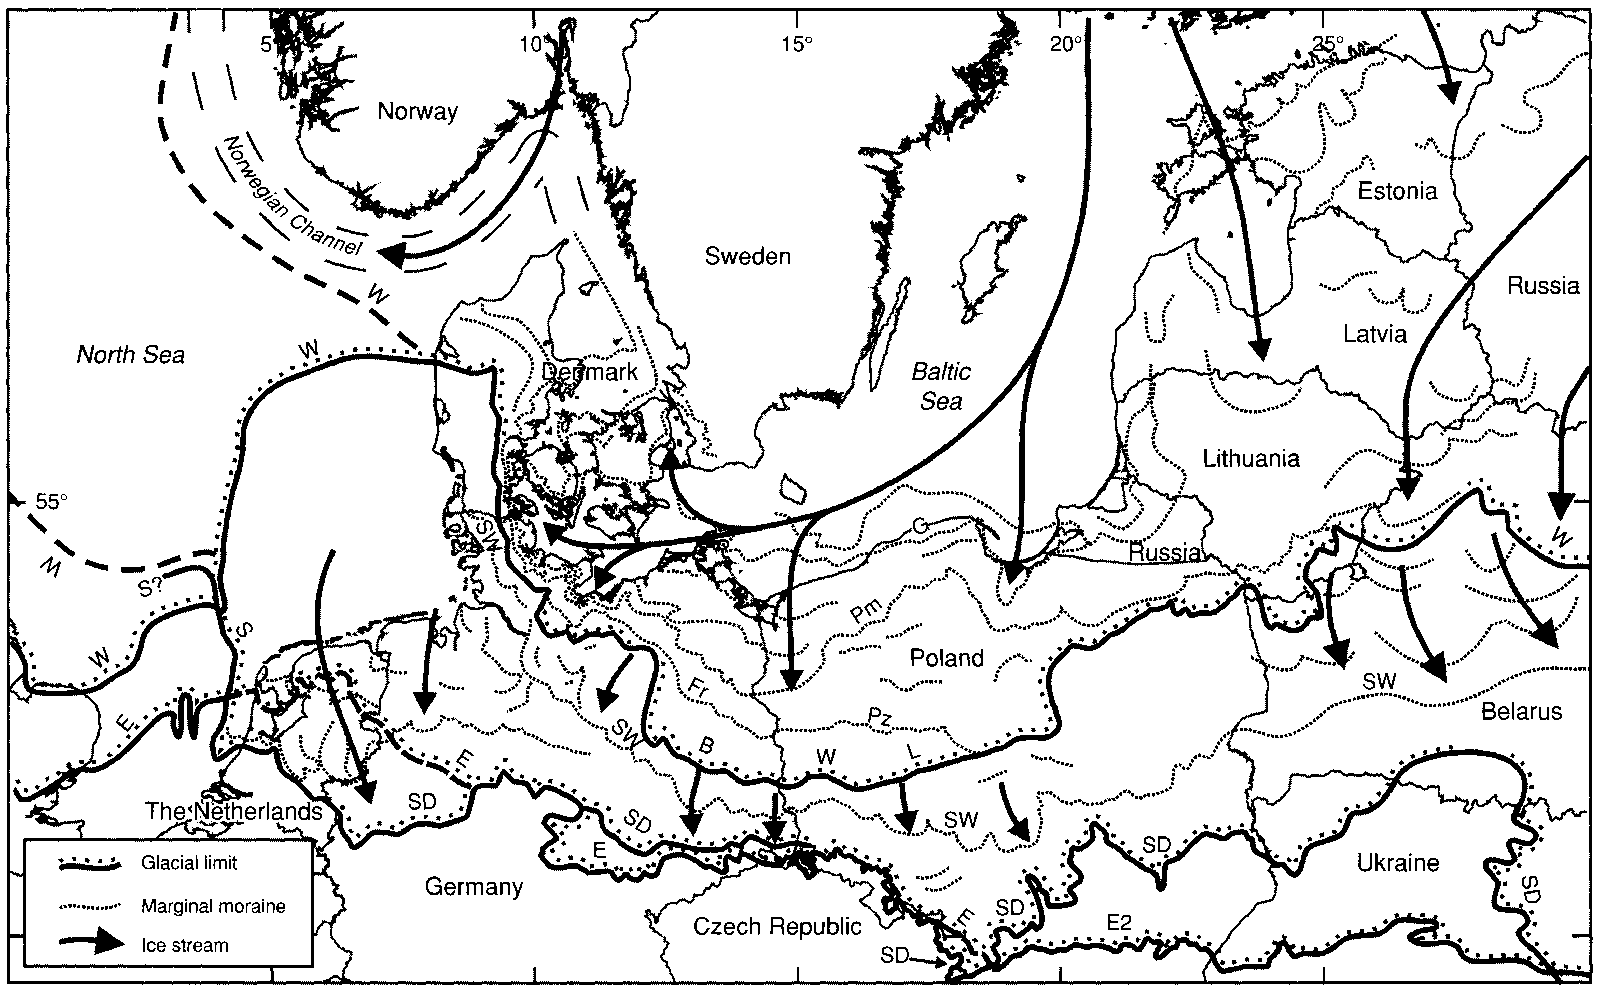 5
10°
15°
20°
25°
Norway
Norwegian Channel
Estonia
Sweden
W
Russia
North Sea
W
Latvia
Denmark
Baltic
Sea
Lithuania
55°
G
SW
W
Russia
W
S?
Pm
S
W
Poland
Fr
SW
Belarus
E
Pz
SW
B
W
L
E
SD
The Netherlands
SD
SW
SD
E
Glacial limit
Ukraine
Germany
SD
Marginal moraine
SD
E
E2
Czech Republic
Ice stream
SD